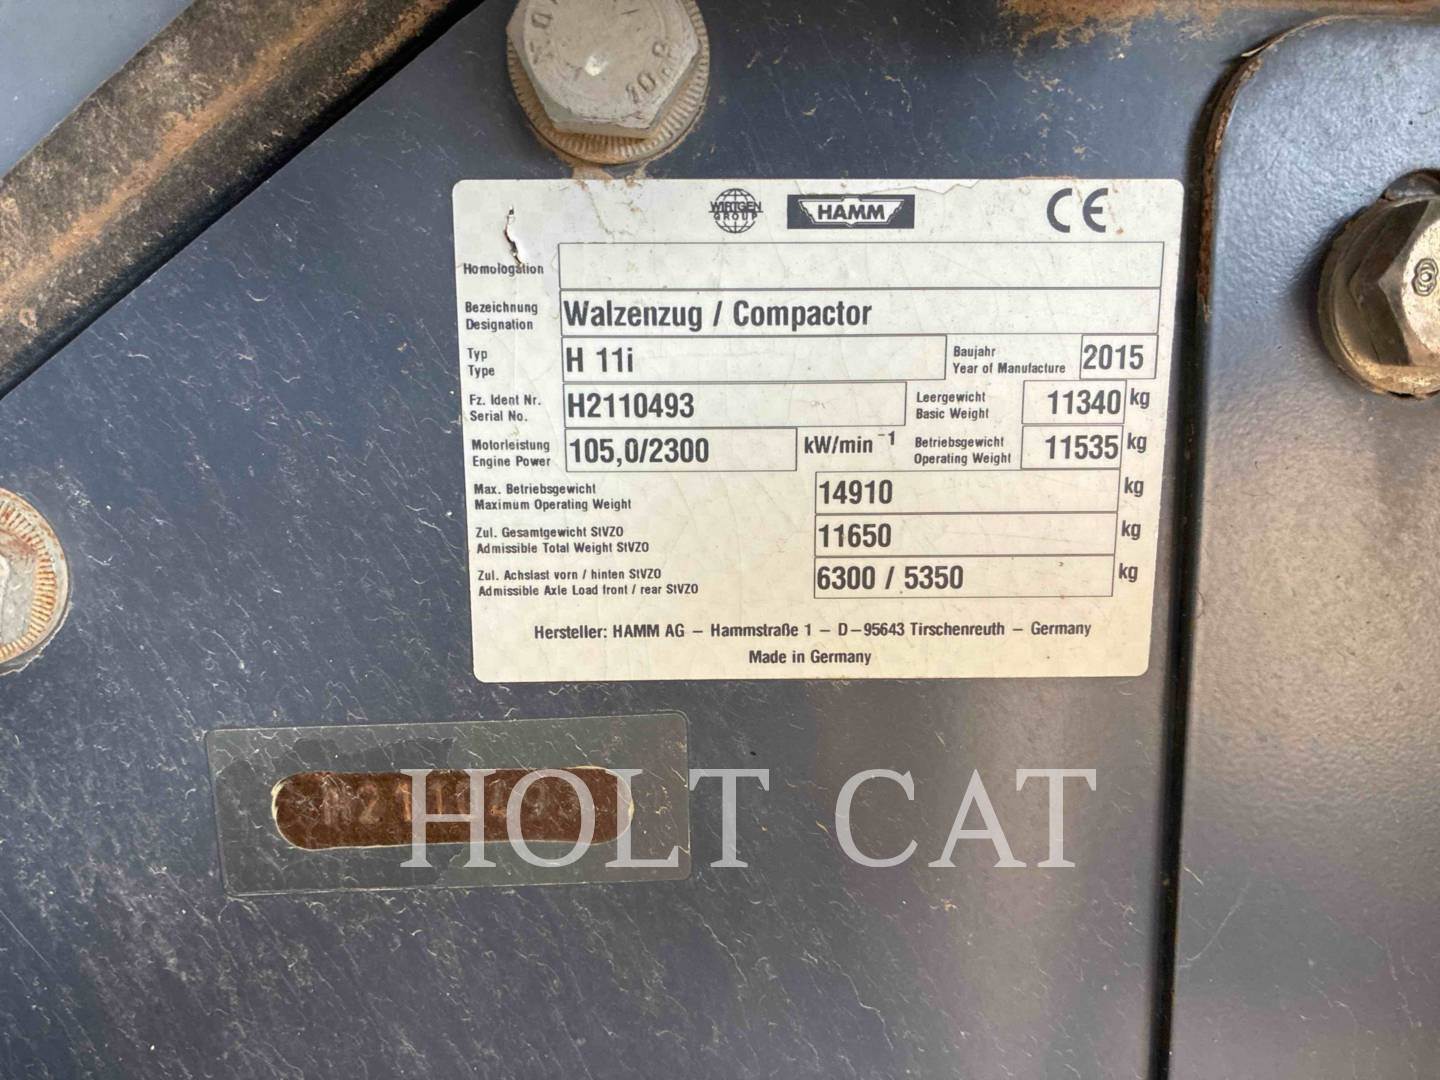 10.9
WIRTGEN GROUP HAMM CE
Homologation
Bezeichnung Designation Walzenzug / Compactor
Typ Type H 11i Baujahr Year of Manufacture 2015
Fz. Ident Nr. Serial No. H2110493 Leergewicht Basic Weight 11340 kg
Motorleistung Engine Power 105,0/2300 kW/min⁻¹ Betriebsgewicht Operating Weight 11535 kg
Max. Betriebsgewicht Maximum Operating Weight 14910 kg
Zul. Gesamtgewicht StVZO Admissible Total Weight StVZO 11650 kg
Zul. Achslast vorn / hinten StVZO Admissible Axle Load front / rear StVZO 6300 / 5350 kg
Hersteller: HAMM AG – Hammstraße 1 – D–95643 Tirschenreuth – Germany
Made in Germany
H2110493
HOLT CAT